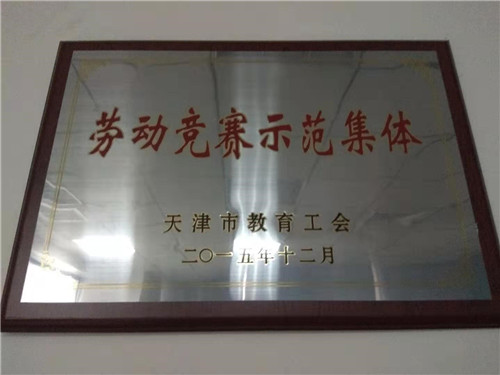 劳动竞赛示范集体
天津市教育工会
二〇一五年十二月